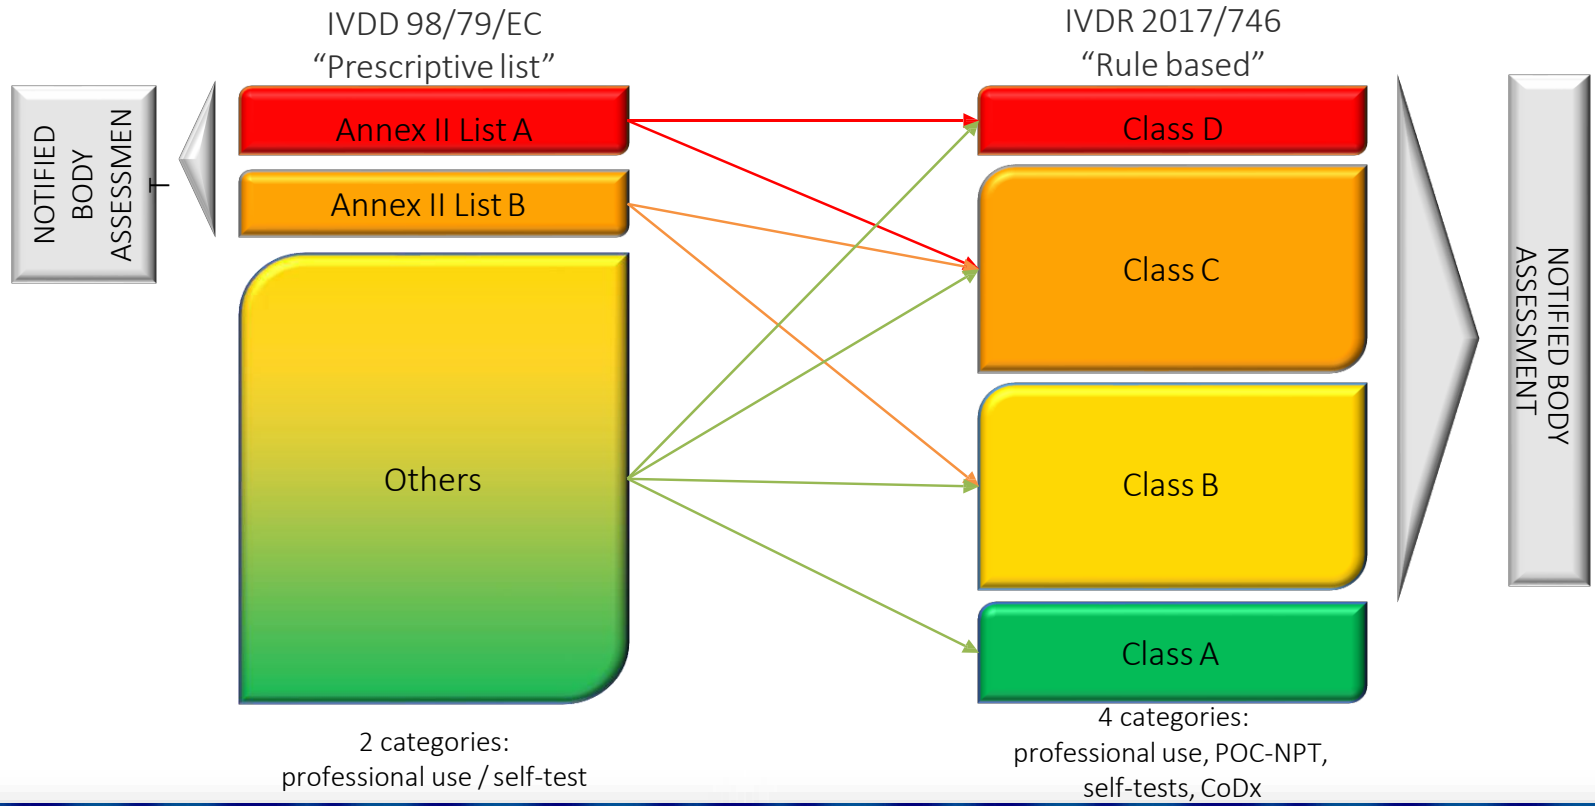 IVDD 98/79/EC
“Prescriptive list”
IVDR 2017/746
“Rule based”
NOTIFIED
BODY
ASSESSMEN
T
Annex II List A
Annex II List B
Others
Class D
Class C
Class B
Class A
NOTIFIED BODY
ASSESSMENT
2 categories:
professional use / self-test
4 categories:
professional use, POC-NPT,
self-tests, CoDx